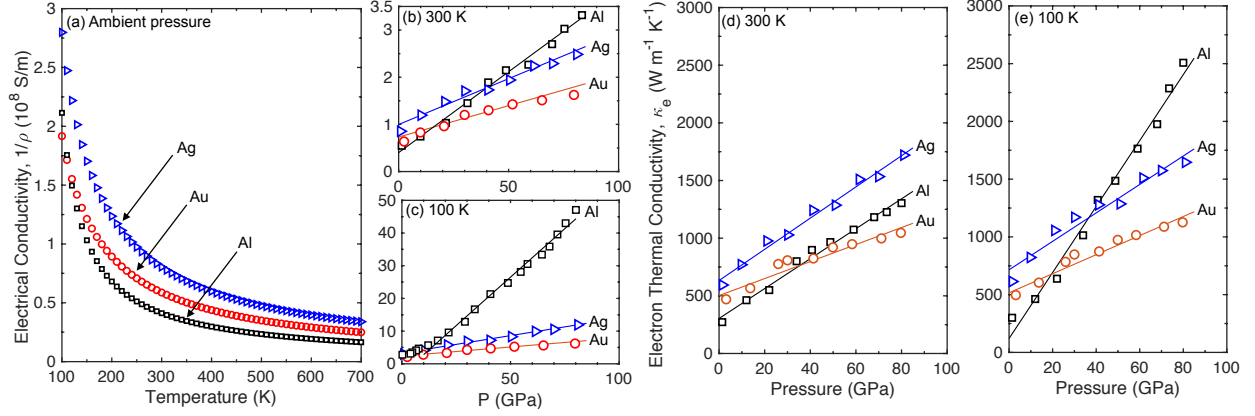 (a) Ambient pressure
Electrical Conductivity, 1/ρ (10⁸ S/m)
3
2.5
2
1.5
1
0.5
0
100 200 300 400 500 600 700
Temperature (K)
Ag
Au
Al
(b) 300 K
4
3
2
1
0
0 50 100
Al
Ag
Au
(c) 100 K
50
40
30
20
10
0
0 20 40 60 80 100
P (GPa)
Al
Ag
Au
(d) 300 K
Electron Thermal Conductivity, κₑ (W m⁻¹ K⁻¹)
3000
2500
2000
1500
1000
500
0
0 20 40 60 80 100
Pressure (GPa)
Ag
Al
Au
(e) 100 K
3000
2500
2000
1500
1000
500
0
0 20 40 60 80 100
Pressure (GPa)
Al
Ag
Au